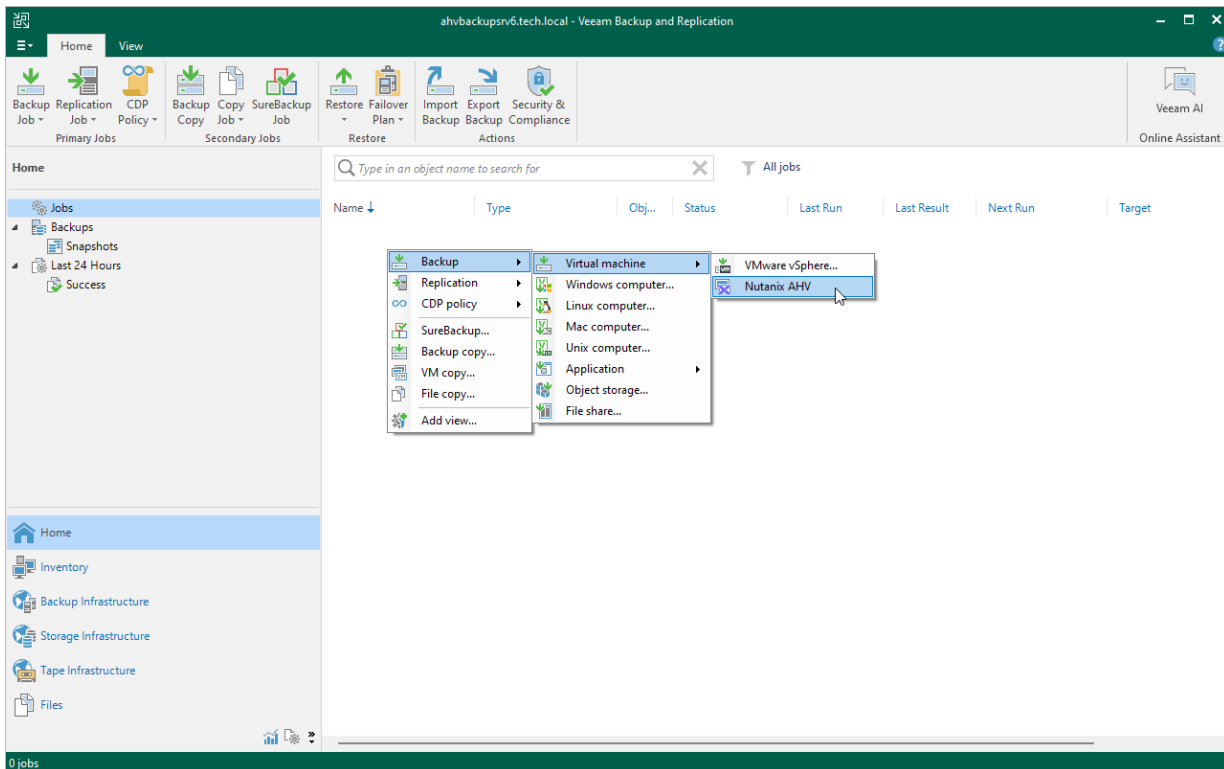 ahvbackupsrv6.tech.local - Veeam Backup and Replication
Home View
Backup Job
Replication Job
CDP Policy
Backup Copy
Copy Job
SureBackup Job
Restore
Failover Plan
Import Backup
Export Backup
Security & Compliance
Veeam AI
Primary Jobs
Secondary Jobs
Restore
Actions
Online Assistant
Home
Type in an object name to search for
All jobs
Jobs
Backups
Snapshots
Last 24 Hours
Success
Name Type Obj... Status Last Run Last Result Next Run Target
Backup
Replication
CDP policy
SureBackup...
Backup copy...
VM copy...
File copy...
Add view...
Virtual machine
Windows computer...
Linux computer...
Mac computer...
Unix computer...
Application
Object storage...
File share...
VMware vSphere...
Nutanix AHV
Home
Inventory
Backup Infrastructure
Storage Infrastructure
Tape Infrastructure
Files
0 jobs